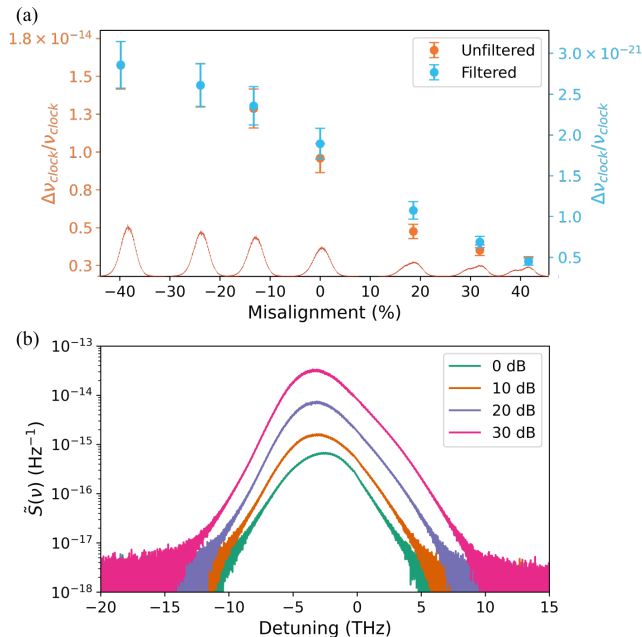 (a)
1.8 × 10⁻¹⁴
1.5
1.3
1.0
0.8
0.5
0.3
Δν_clock/ν_clock
Unfiltered
Filtered
3.0 × 10⁻²¹
2.5
2.0
1.5
1.0
0.5
Δν_clock/ν_clock
−40 −30 −20 −10 0 10 20 30 40
Misalignment (%)
(b)
10⁻¹³
10⁻¹⁴
10⁻¹⁵
10⁻¹⁶
10⁻¹⁷
10⁻¹⁸
S̃(ν) (Hz⁻¹)
0 dB
10 dB
20 dB
30 dB
−20 −15 −10 −5 0 5 10 15
Detuning (THz)